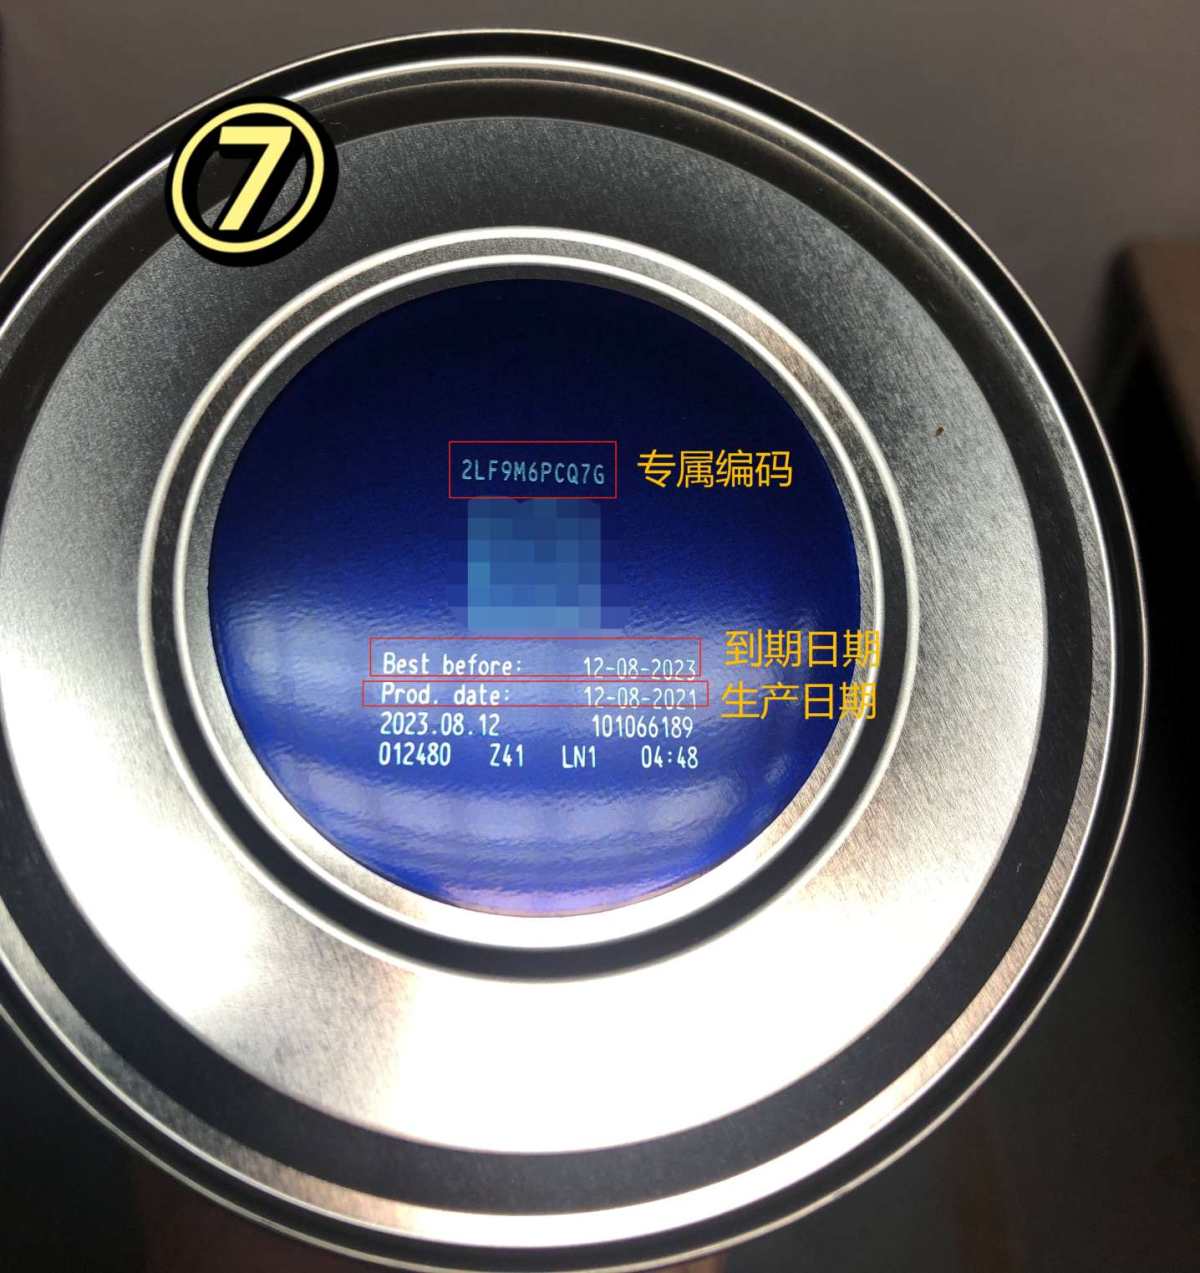 ⑦
2LF9M6PCQ7G 专属编码
Best before: 12-08-2023 到期日期
Prod. date: 12-08-2021 生产日期
2023.08.12 101066189
012480 Z41 LN1 04:48